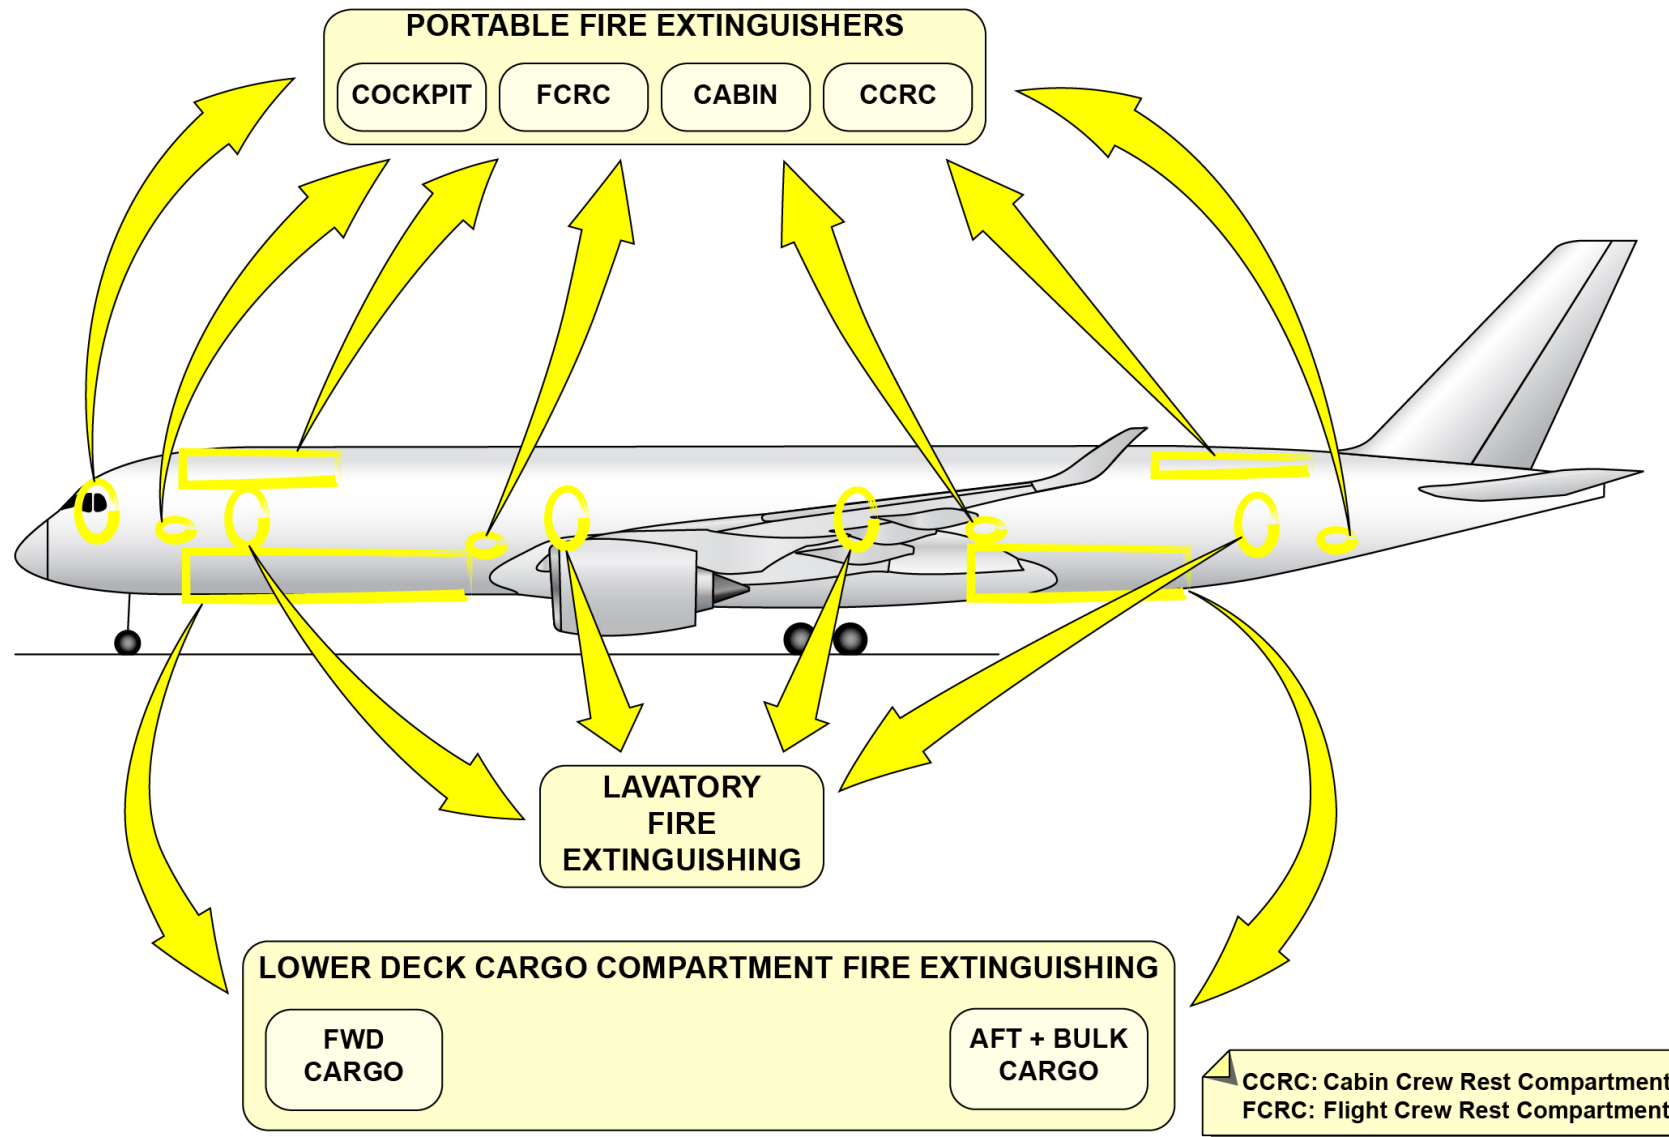 PORTABLE FIRE EXTINGUISHERS
COCKPIT
FCRC
CABIN
CCRC
LAVATORY
FIRE
EXTINGUISHING
LOWER DECK CARGO COMPARTMENT FIRE EXTINGUISHING
FWD
CARGO
AFT + BULK
CARGO
CCRC: Cabin Crew Rest Compartment
FCRC: Flight Crew Rest Compartment